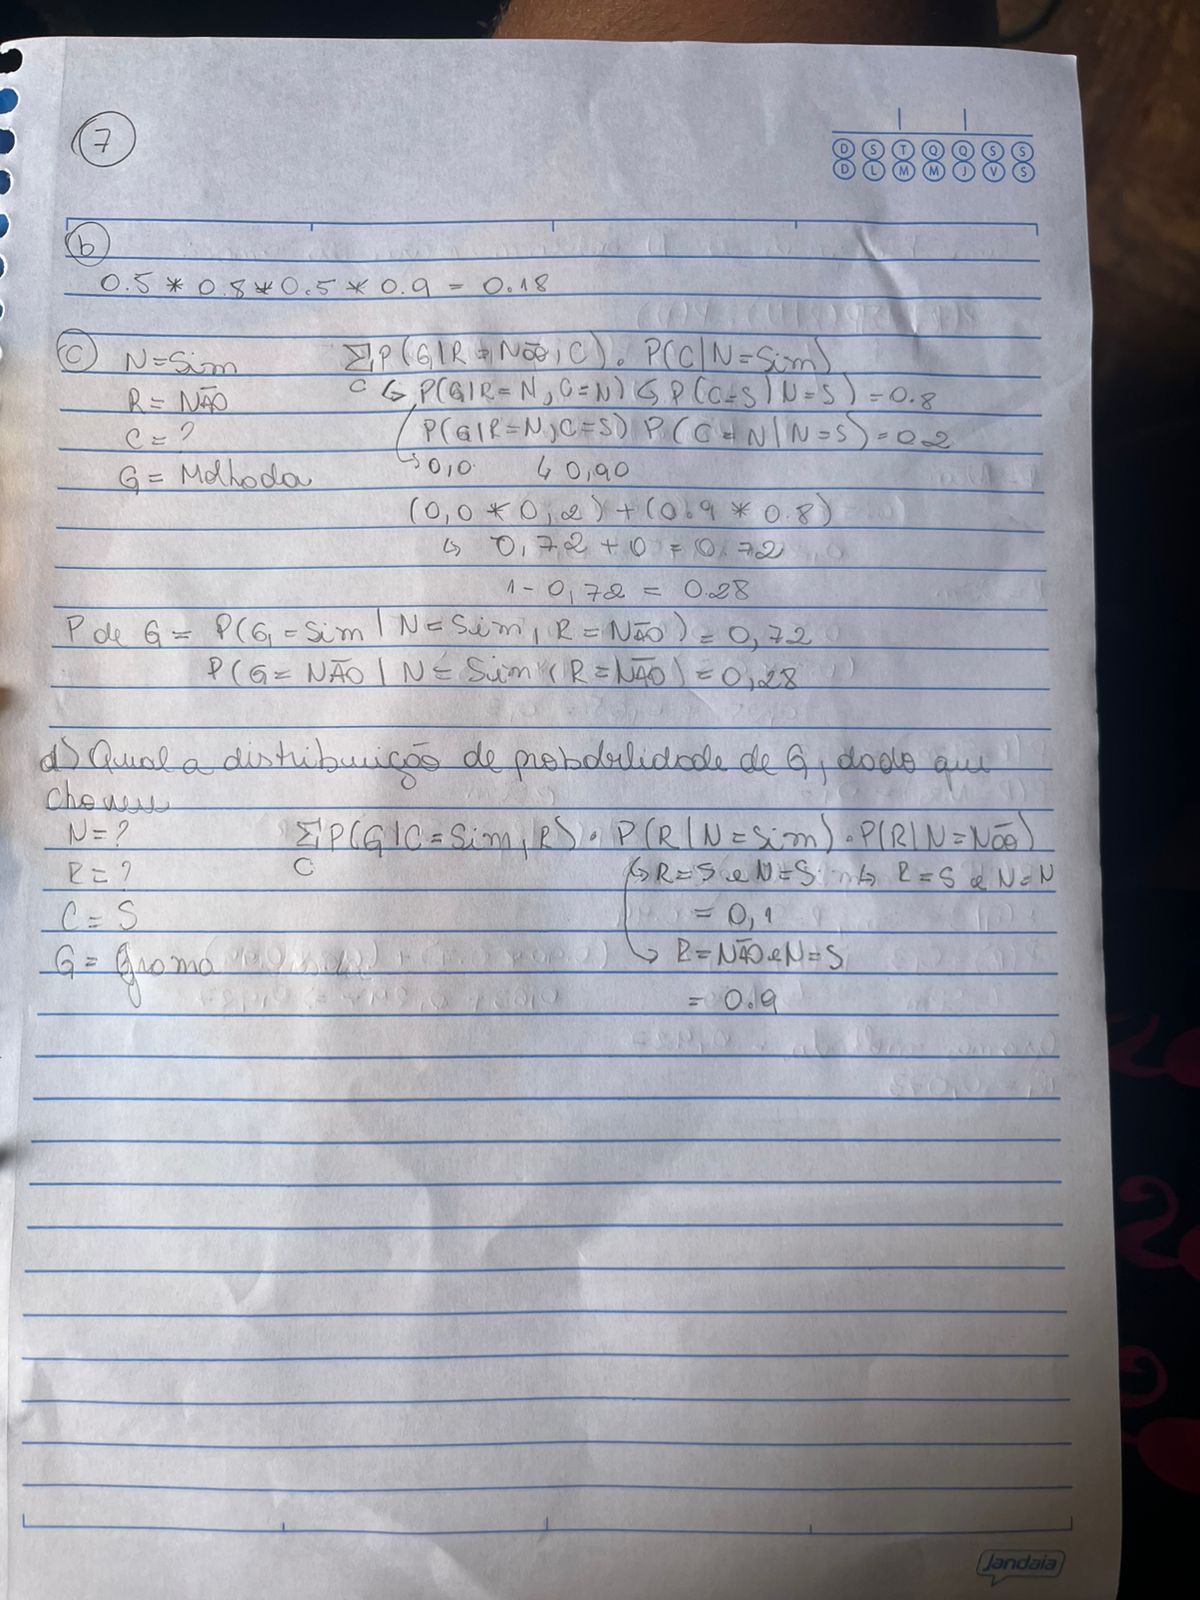 7
D S T Q Q S S
D L M M J V S
b
0.5 * 0.8 * 0.5 * 0.9 = 0.18
C N = Sim Σ P(G|R = Não, C). P(C|N=Sim)
R = NÃO C ↳ P(G|R=N, C=N) ↳ P(C=S|N=S) = 0.8
C = ? P(G|R=N, C=S) P(C=N|N=S) = 0.2
G = Molhada ↳ 0,0 ↳ 0,90
(0,0 * 0,2) + (0.9 * 0.8)
↳ 0,72 + 0 = 0.72
1 - 0,72 = 0.28
P de G = P(G = Sim | N = Sim, R = NÃO) = 0,72
P(G = NÃO | N = Sim, R = NÃO) = 0,28
d) Qual a distribuição de probabilidade de G, dado que
choveu
N = ? Σ P(G|C = Sim, R) . P(R|N = Sim) . P(R|N = Não)
R = ? C ↳ R = S e N = S ↳ R = S e N = N
C = S = 0,1
G = Grama ↳ R = NÃO e N = S
= 0.9
Jandaia